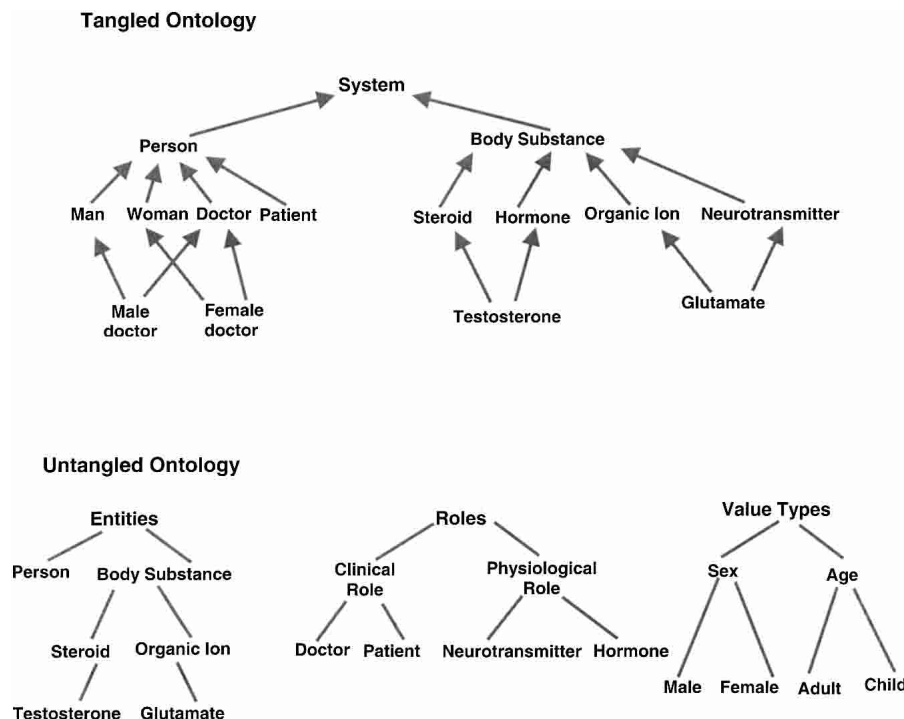 Tangled Ontology
System
Person
Body Substance
Man Woman Doctor Patient
Steroid Hormone Organic Ion Neurotransmitter
Male
doctor
Female
doctor
Testosterone
Glutamate
Untangled Ontology
Entities
Person Body Substance
Steroid Organic Ion
Testosterone Glutamate
Roles
Clinical
Role
Physiological
Role
Doctor Patient Neurotransmitter Hormone
Value Types
Sex Age
Male Female Adult Child